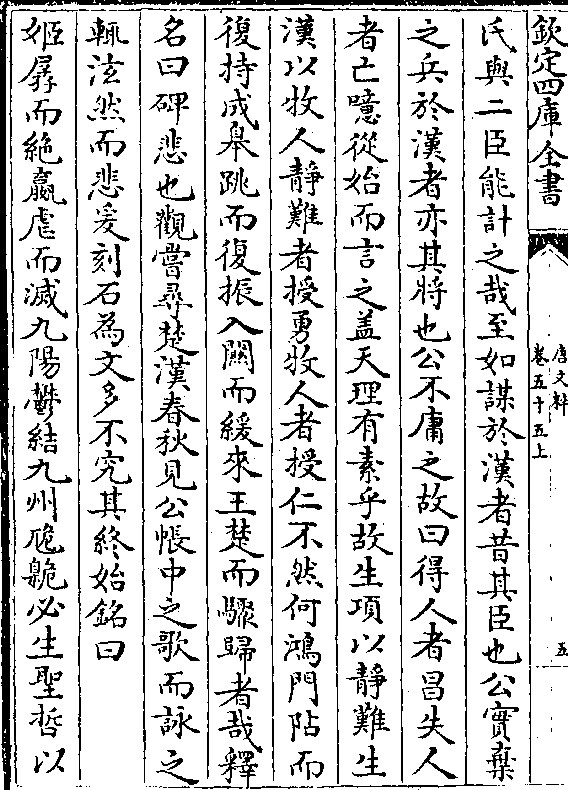 欽定四庫全書
唐文粹
卷五十五上
五
氏與二臣能計之哉至如謀於漢者昔其臣也公實棄
之兵於漢者亦其將也公不庸之故曰得人者昌失人
者亡噫從始而言之盖天理有素乎故生項以靜難生
漢以牧人靜難者授勇牧人者授仁不然何鴻門阽而
復持成臯跳而復振入關而緩來王楚而驟歸者哉釋
名曰碑悲也觀嘗尋楚漢春秋見公帳中之歌而詠之
輒泫然而悲爰刻石為文多不究其終始銘曰
姬孱而絶嬴虐而滅九陽鬱結九州卼臲必生聖哲以